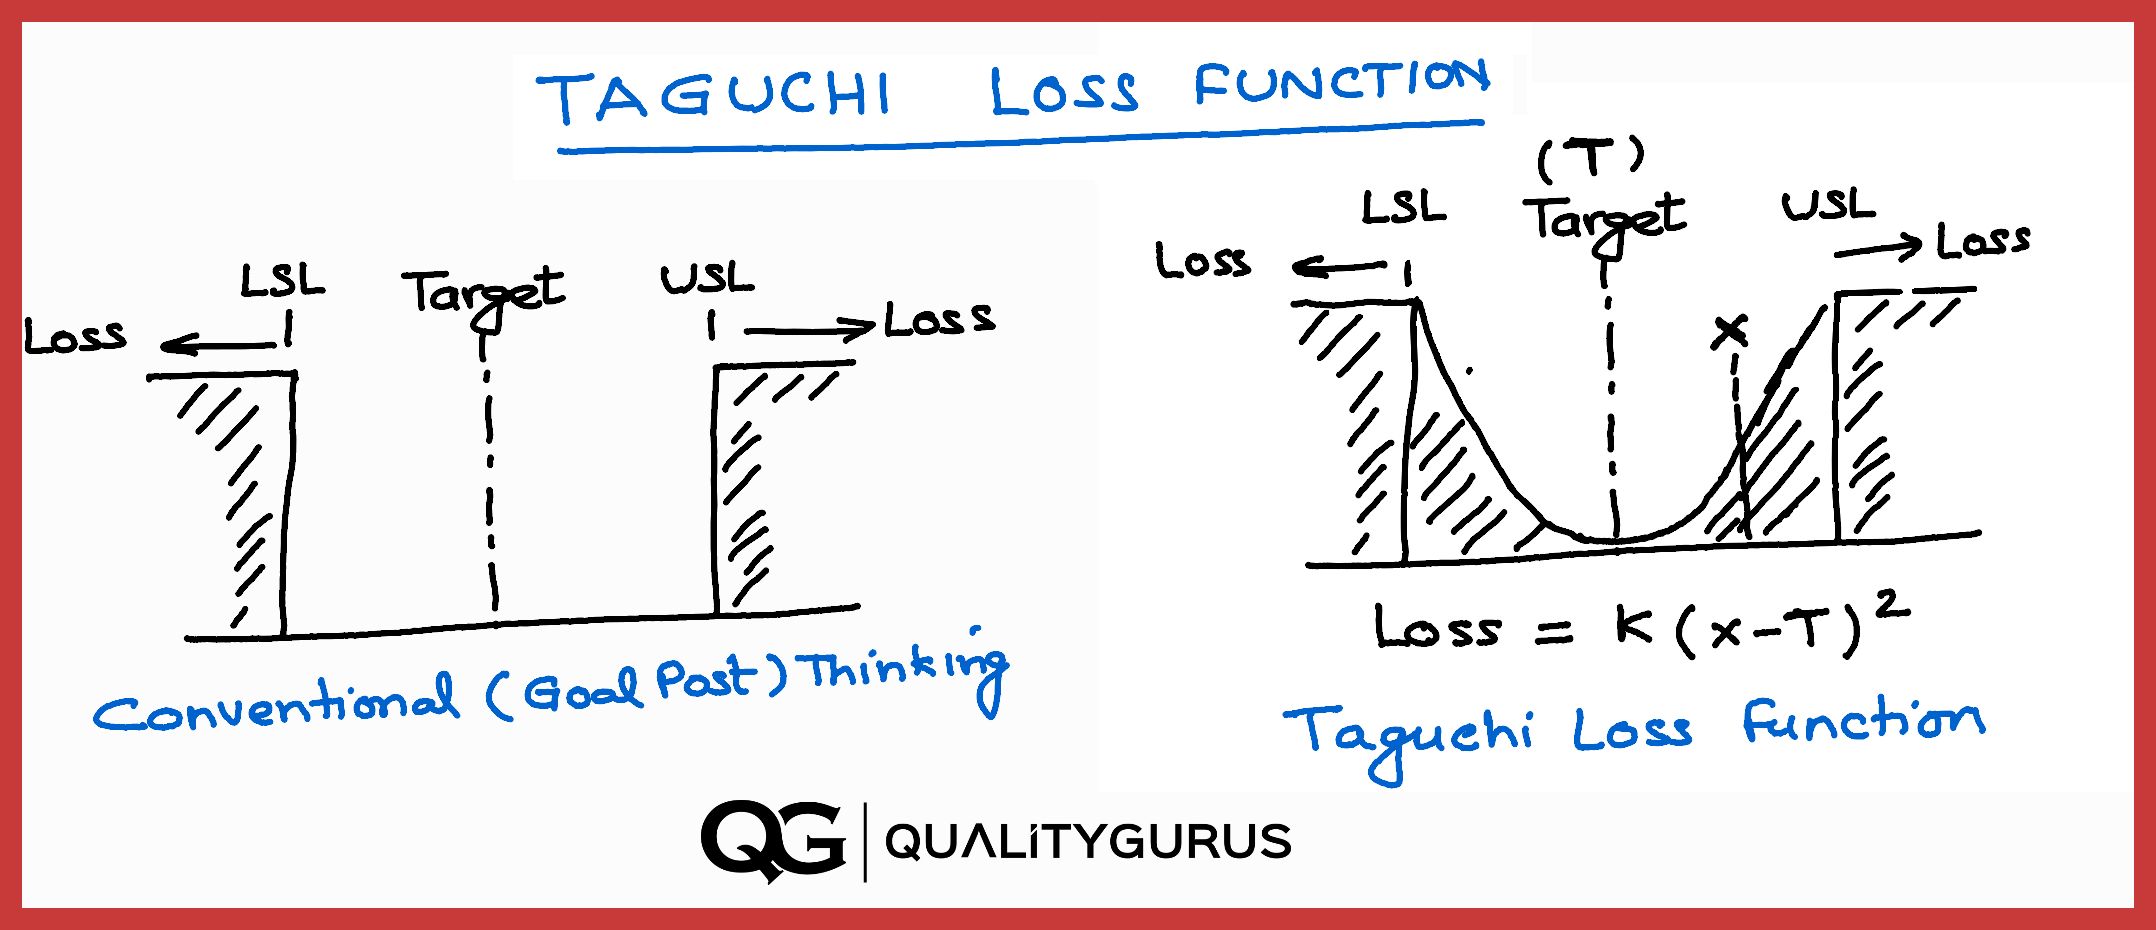 TAGUCHI LOSS FUNCTION
LSL Target USL
Loss Loss
Conventional (Goal Post) Thinking
(T)
LSL Target USL
Loss Loss
x
Loss = K(x-T)²
Taguchi Loss Function
QG | QUALITYGURUS